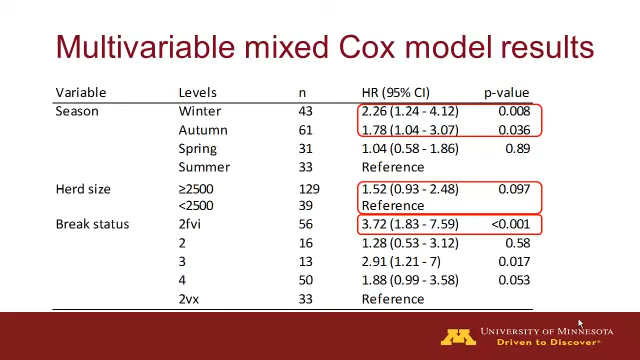 Multivariable mixed Cox model results
Variable Levels n HR (95% CI) p-value
Season Winter 43 2.26 (1.24 - 4.12) 0.008
Autumn 61 1.78 (1.04 - 3.07) 0.036
Spring 31 1.04 (0.58 - 1.86) 0.89
Summer 33 Reference
Herd size ≥2500 129 1.52 (0.93 - 2.48) 0.097
<2500 39 Reference
Break status 2fvi 56 3.72 (1.83 - 7.59) <0.001
2 16 1.28 (0.53 - 3.12) 0.58
3 13 2.91 (1.21 - 7) 0.017
4 50 1.88 (0.99 - 3.58) 0.053
2vx 33 Reference
M UNIVERSITY OF MINNESOTA
Driven to Discover®